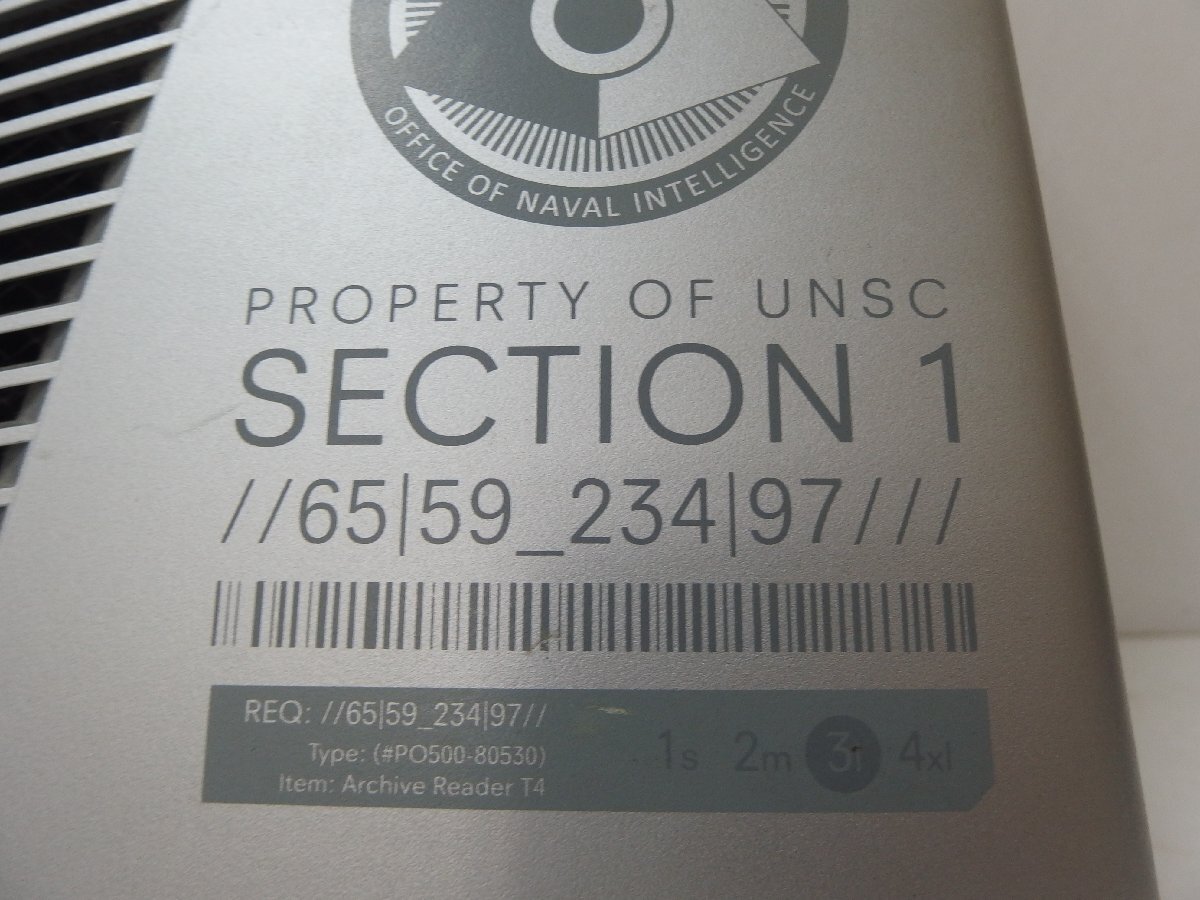 OFFICE OF NAVAL INTELLIGENCE
PROPERTY OF UNSC
SECTION 1
//65|59_234|97///
REQ: //65|59_234|97//
Type: (#PO500-80530)
Item: Archive Reader T4
1s 2m 3i 4xl